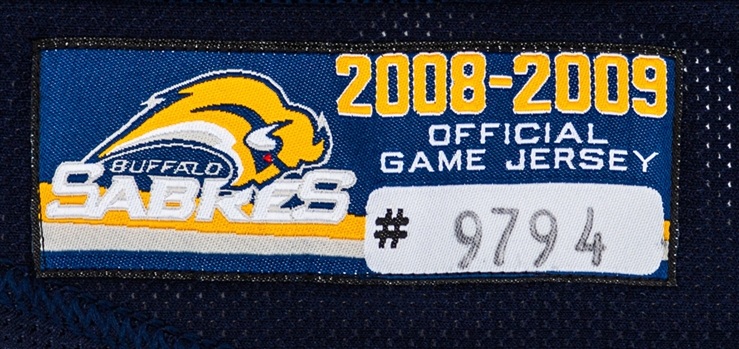 BUFFALO
SABRES
2008-2009
OFFICIAL
GAME JERSEY
# 9794